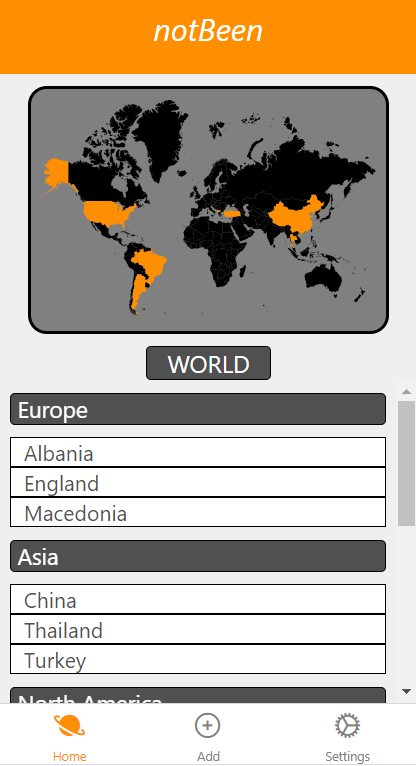 notBeen
WORLD
Europe
Albania
England
Macedonia
Asia
China
Thailand
Turkey
North America
Home
Add
Settings